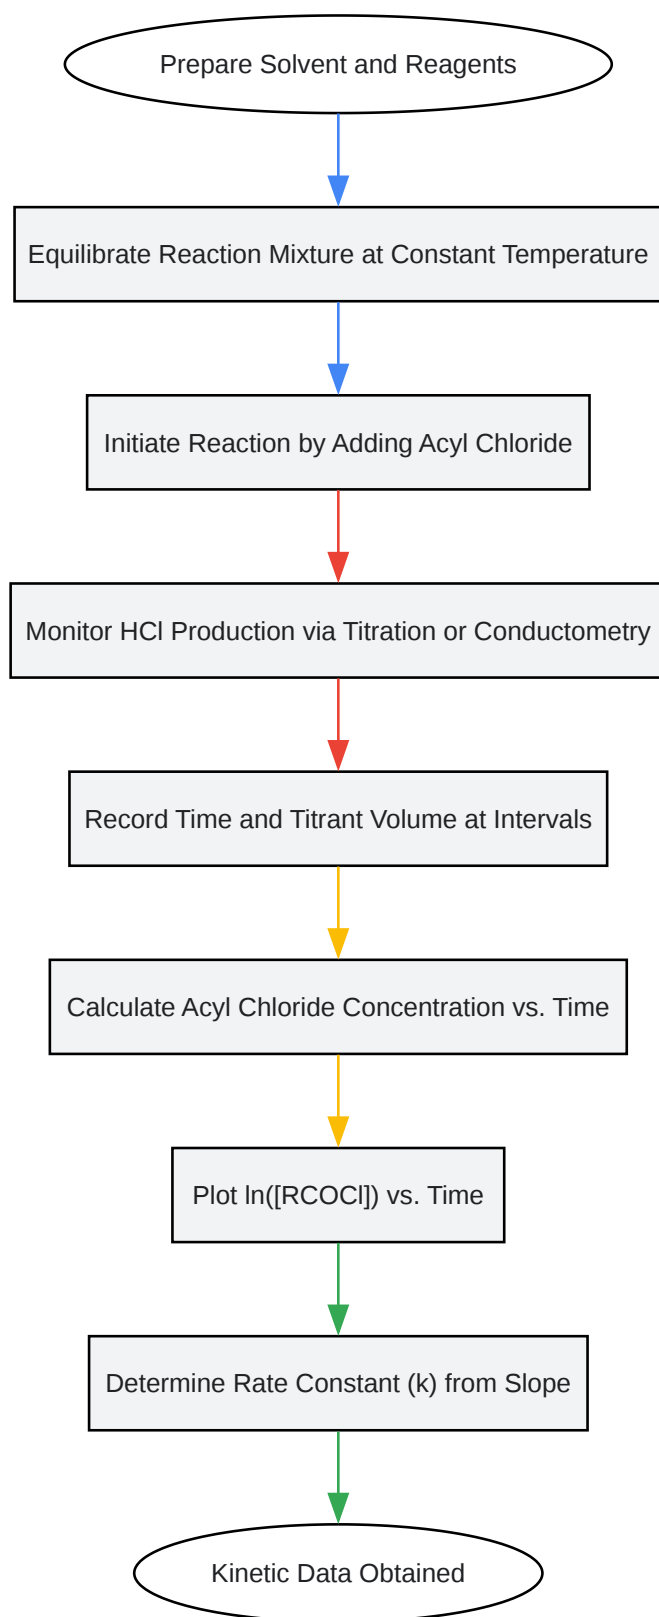 Prepare Solvent and Reagents
Equilibrate Reaction Mixture at Constant Temperature
Initiate Reaction by Adding Acyl Chloride
Monitor HCl Production via Titration or Conductometry
Record Time and Titrant Volume at Intervals
Calculate Acyl Chloride Concentration vs. Time
Plot ln([RCOCl]) vs. Time
Determine Rate Constant (k) from Slope
Kinetic Data Obtained